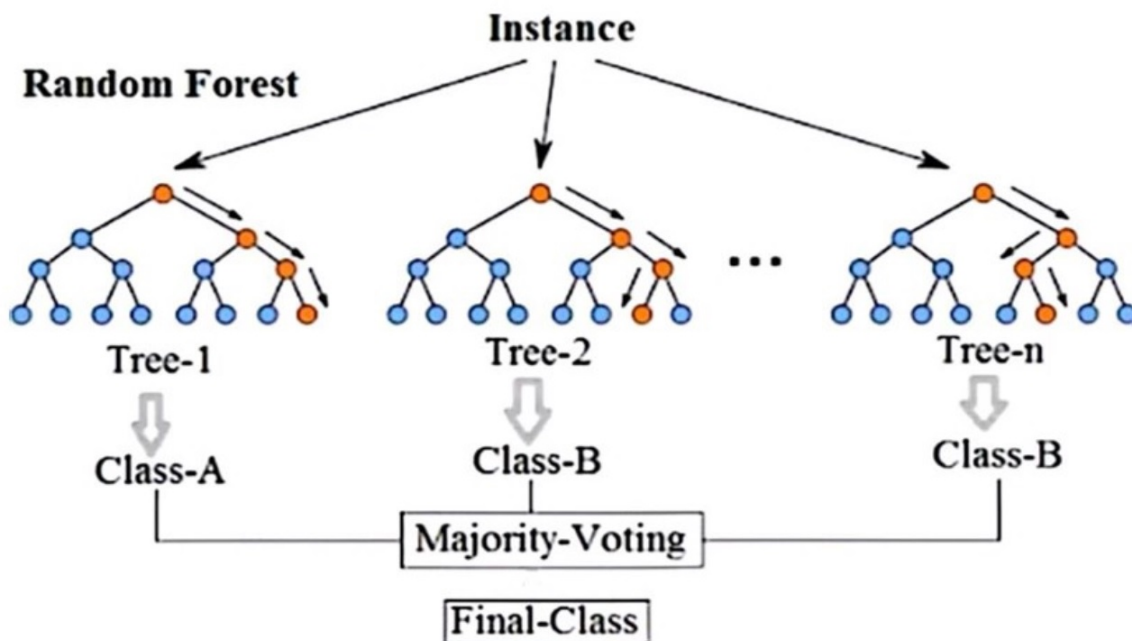 Instance
Random Forest
...
Tree-1
Tree-2
Tree-n
Class-A
Class-B
Class-B
Majority-Voting
Final-Class